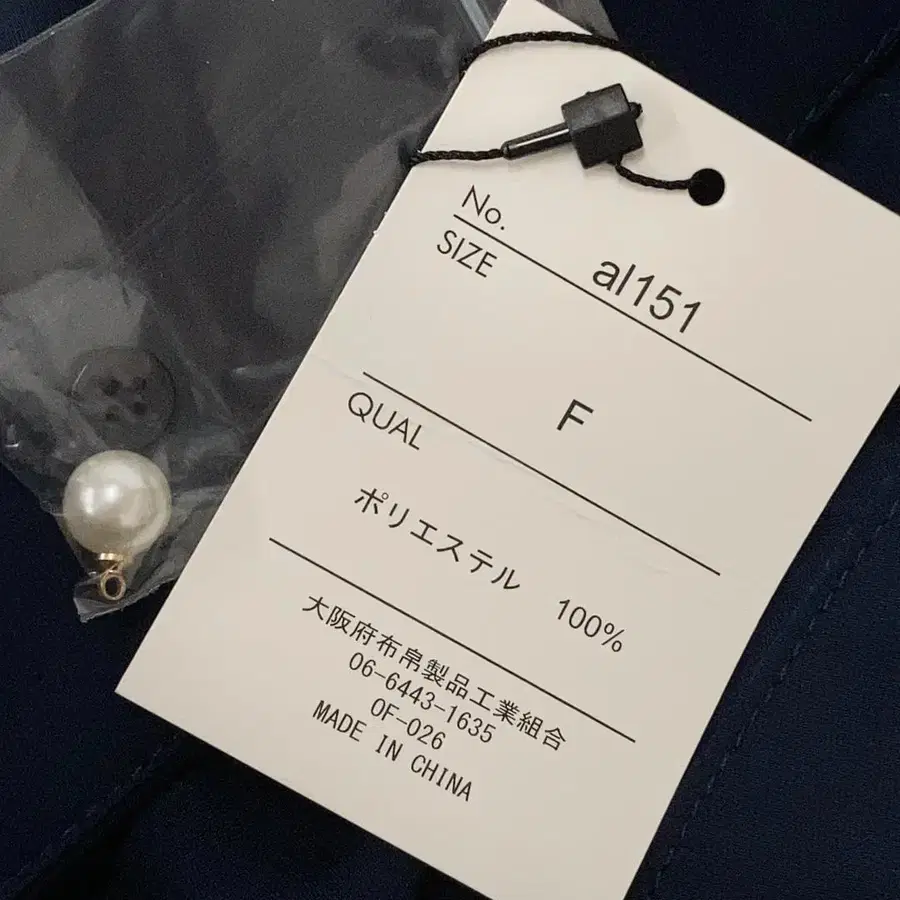 No.
al151
SIZE
F
QUAL
ポリエステル 100%
大阪府布帛製品工業組合
06-6443-1635
OF-026
MADE IN CHINA